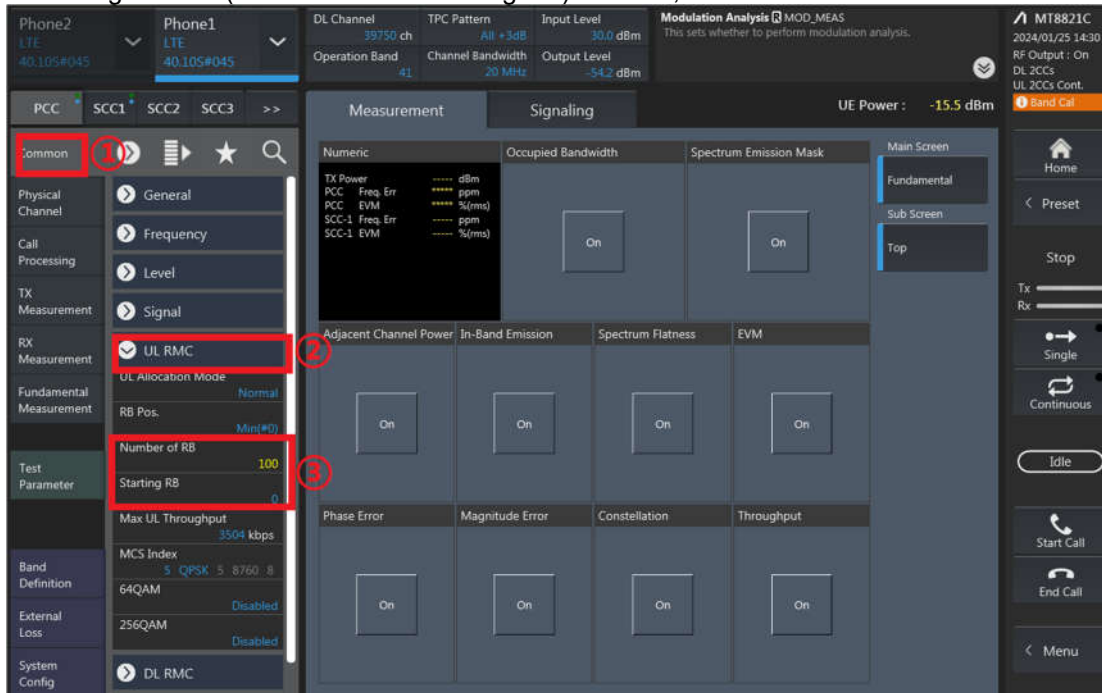 Phone2
LTE
40.10S#045
Phone1
LTE
40.10S#045
DL Channel
39750 ch
TPC Pattern
All +3dB
Input Level
30.0 dBm
Operation Band
41
Channel Bandwidth
20 MHz
Output Level
-54.2 dBm
Modulation Analysis R MOD_MEAS
This sets whether to perform modulation analysis.
MT8821C
2024/01/25 14:30
RF Output : On
DL 2CCs
UL 2CCs Cont.
Band Cal
PCC
SCC1
SCC2
SCC3
>>
Measurement
Signaling
UE Power : -15.5 dBm
Common
①
Physical
Channel
Call
Processing
TX
Measurement
RX
Measurement
Fundamental
Measurement
Test
Parameter
Band
Definition
External
Loss
System
Config
General
Frequency
Level
Signal
UL RMC
②
UL Allocation Mode
Normal
RB Pos.
Min(#0)
Number of RB
100
③
Starting RB
0
Max UL Throughput
3504 kbps
MCS Index
5 QPSK 5 8760 8
64QAM
Disabled
256QAM
Disabled
DL RMC
Numeric
TX Power ----- dBm
PCC Freq. Err ***** ppm
PCC EVM ***** %(rms)
SCC-1 Freq. Err ----- ppm
SCC-1 EVM ----- %(rms)
Occupied Bandwidth
On
Spectrum Emission Mask
On
Adjacent Channel Power
On
In-Band Emission
On
Spectrum Flatness
On
EVM
On
Phase Error
On
Magnitude Error
On
Constellation
On
Throughput
On
Main Screen
Fundamental
Sub Screen
Top
Home
< Preset
Stop
Tx
Rx
Single
Continuous
Idle
Start Call
End Call
< Menu